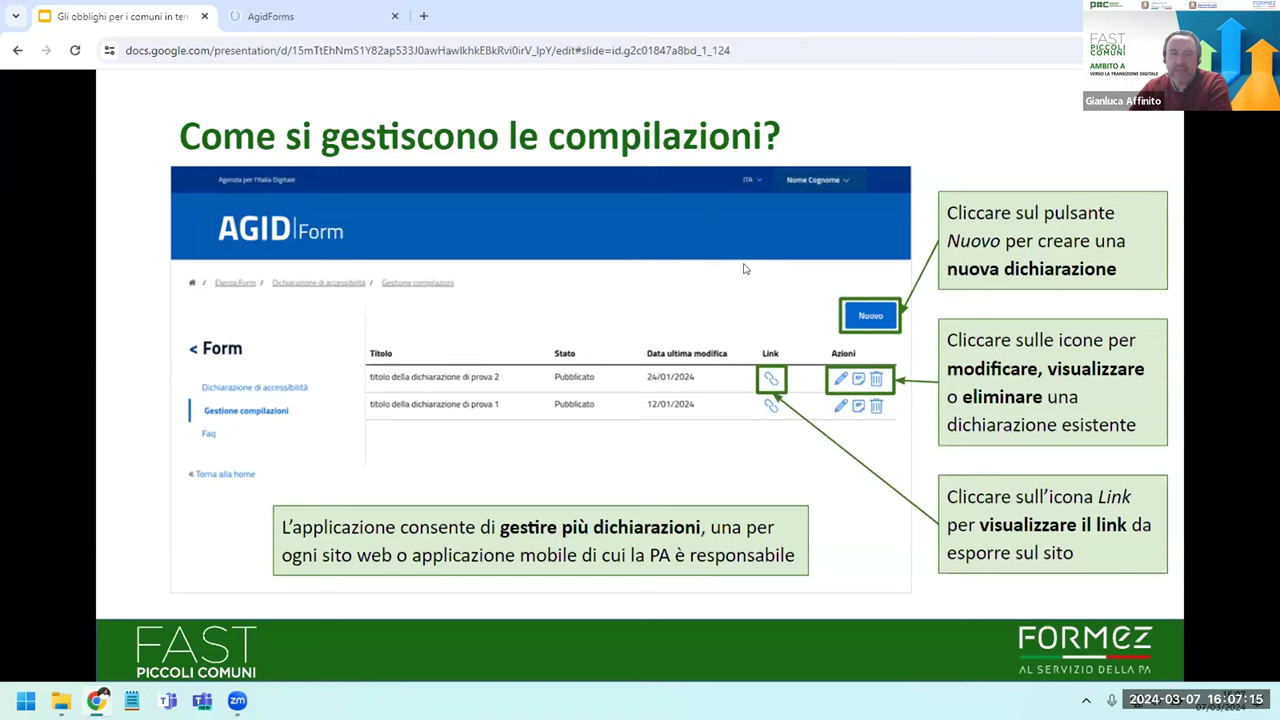 Gli obblighi per i comuni in ten
AgidForms
docs.google.com/presentation/d/15mTtEhNmS1Y82ap333J0awHawIkhkEBkRvi0irV_lpY/edit#slide=id.g2c01847a8bd_1_124
FAST
PICCOLI
COMUNI
AMBITO A
VERSO LA TRANSIZIONE DIGITALE
FORMEZ
Gianluca Affinito
Come si gestiscono le compilazioni?
Agenzia per l'Italia Digitale
ITA
Nome Cognome
AGID|Form
/ Elenco Form / Dichiarazione di accessibilità / Gestione compilazioni
Nuovo
< Form
Dichiarazione di accessibilità
Gestione compilazioni
Faq
« Torna alla home
Titolo Stato Data ultima modifica Link Azioni
titolo della dichiarazione di prova 2 Pubblicato 24/01/2024
titolo della dichiarazione di prova 1 Pubblicato 12/01/2024
Cliccare sul pulsante
Nuovo per creare una
nuova dichiarazione
Cliccare sulle icone per
modificare, visualizzare
o eliminare una
dichiarazione esistente
Cliccare sull'icona Link
per visualizzare il link da
esporre sul sito
L'applicazione consente di gestire più dichiarazioni, una per
ogni sito web o applicazione mobile di cui la PA è responsabile
FAST
PICCOLI COMUNI
FORMEZ
AL SERVIZIO DELLA PA
2024-03-07 16:07:15
07/03/2024